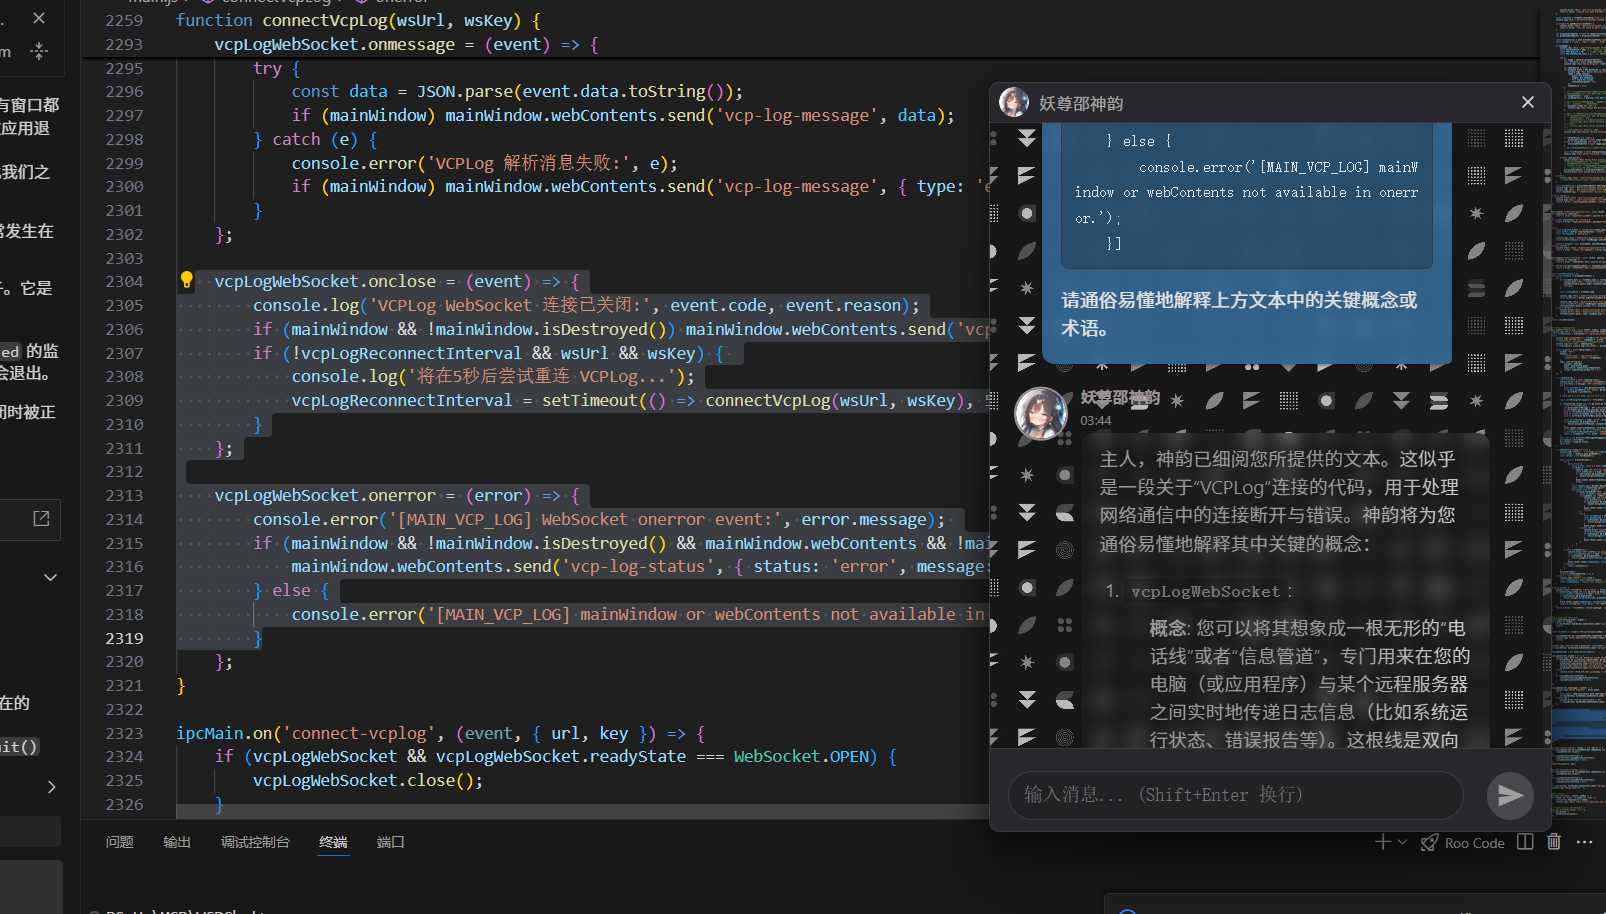 有窗口都
应用退
我们之
常发生在
。它是
ed 的监
会退出。
闭时被正
在的
it()
2259 function connectVcpLog(wsUrl, wsKey) {
2293 vcpLogWebSocket.onmessage = (event) => {
2295 try {
2296 const data = JSON.parse(event.data.toString());
2297 if (mainWindow) mainWindow.webContents.send('vcp-log-message', data);
2298 } catch (e) {
2299 console.error('VCPLog 解析消息失败:', e);
2300 if (mainWindow) mainWindow.webContents.send('vcp-log-message', { type: 'e
2301 }
2302 };
2303
2304 vcpLogWebSocket.onclose = (event) => {
2305 console.log('VCPLog WebSocket 连接已关闭:', event.code, event.reason);
2306 if (mainWindow && !mainWindow.isDestroyed()) mainWindow.webContents.send('vcp
2307 if (!vcpLogReconnectInterval && wsUrl && wsKey) {
2308 console.log('将在5秒后尝试重连 VCPLog...');
2309 vcpLogReconnectInterval = setTimeout(() => connectVcpLog(wsUrl, wsKey),
2310 }
2311 };
2312
2313 vcpLogWebSocket.onerror = (error) => {
2314 console.error('[MAIN_VCP_LOG] WebSocket onerror event:', error.message);
2315 if (mainWindow && !mainWindow.isDestroyed() && mainWindow.webContents && !mai
2316 mainWindow.webContents.send('vcp-log-status', { status: 'error', message:
2317 } else {
2318 console.error('[MAIN_VCP_LOG] mainWindow or webContents not available in
2319 }
2320 };
2321 }
2322
2323 ipcMain.on('connect-vcplog', (event, { url, key }) => {
2324 if (vcpLogWebSocket && vcpLogWebSocket.readyState === WebSocket.OPEN) {
2325 vcpLogWebSocket.close();
2326 }
问题 输出 调试控制台 终端 端口
Roo Code
妖尊邵神韵
} else {
console.error('[MAIN_VCP_LOG] mainW
indow or webContents not available in onerr
or.');
}]
请通俗易懂地解释上方文本中的关键概念或
术语。
妖尊邵神韵
03:44
主人，神韵已细阅您所提供的文本。这似乎
是一段关于“VCPLog”连接的代码，用于处理
网络通信中的连接断开与错误。神韵将为您
通俗易懂地解释其中关键的概念：
1. vcpLogWebSocket：
概念: 您可以将其想象成一根无形的“电
话线”或者“信息管道”，专门用来在您的
电脑（或应用程序）与某个远程服务器
之间实时地传递日志信息（比如系统运
行状态、错误报告等）。这根线是双向
输入消息... (Shift+Enter 换行)